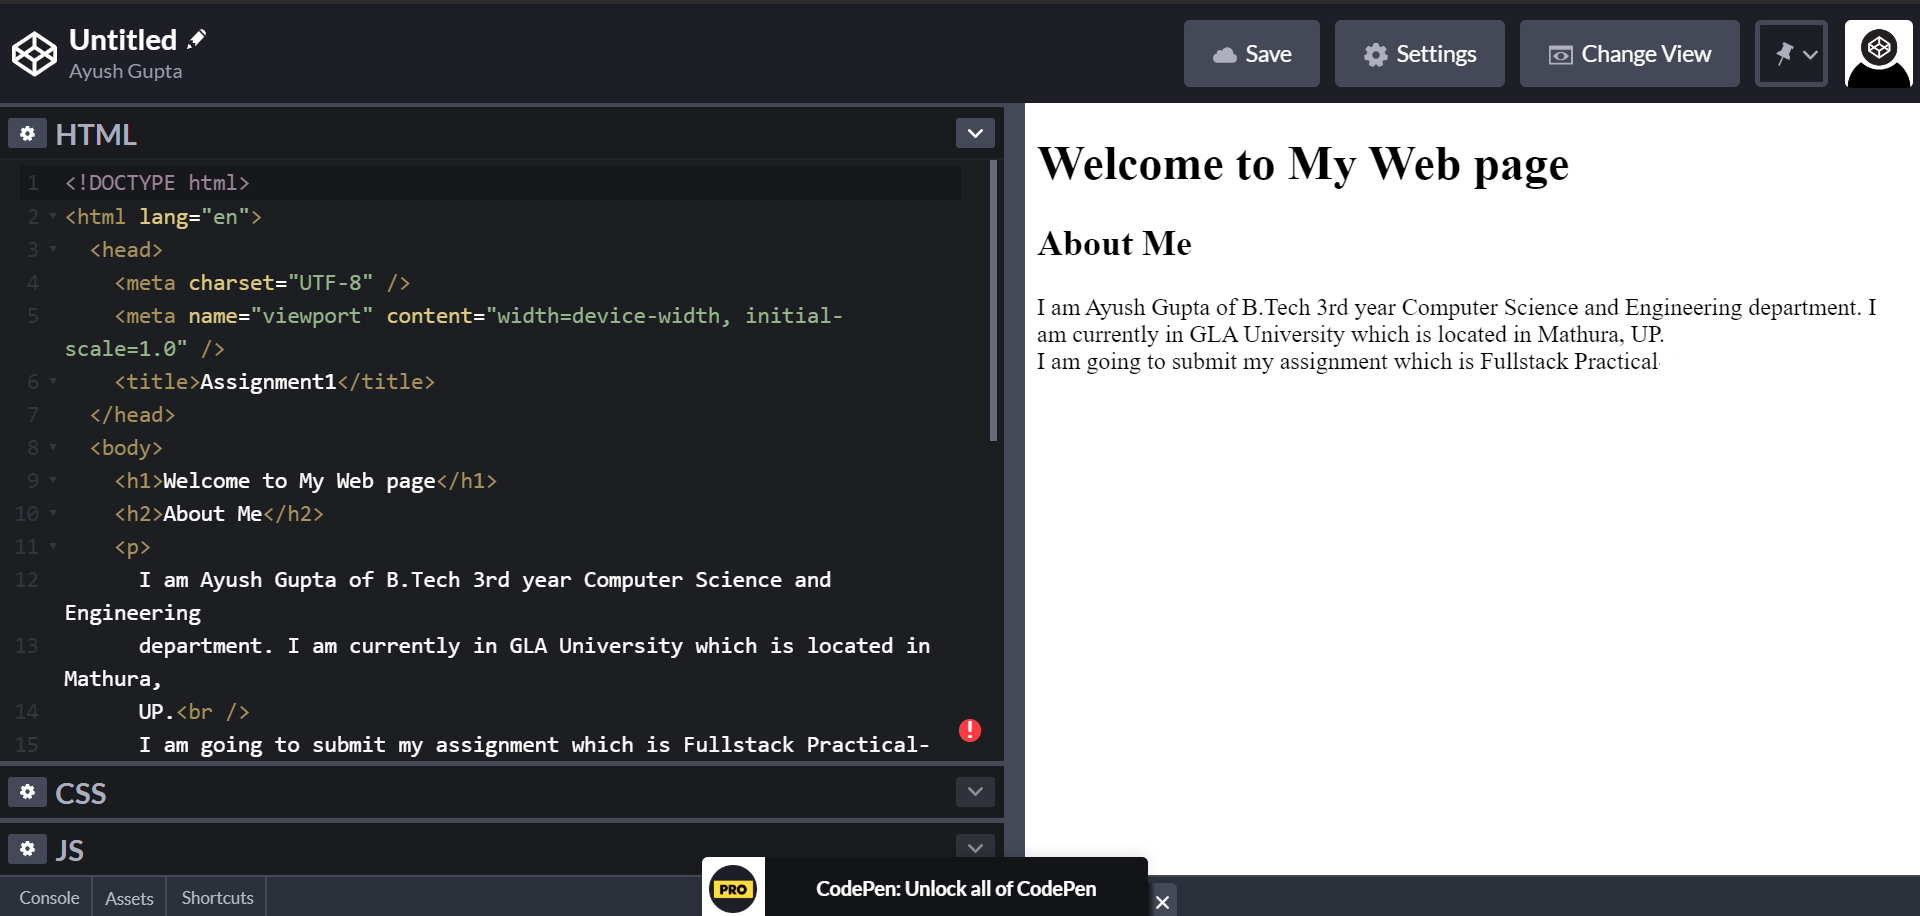 Untitled
Ayush Gupta
Save
Settings
Change View
HTML
1 <!DOCTYPE html>
2 <html lang="en">
3 <head>
4 <meta charset="UTF-8" />
5 <meta name="viewport" content="width=device-width, initial-
scale=1.0" />
6 <title>Assignment1</title>
7 </head>
8 <body>
9 <h1>Welcome to My Web page</h1>
10 <h2>About Me</h2>
11 <p>
12 I am Ayush Gupta of B.Tech 3rd year Computer Science and
Engineering
13 department. I am currently in GLA University which is located in
Mathura,
14 UP.<br />
15 I am going to submit my assignment which is Fullstack Practical-
CSS
JS
Console
Assets
Shortcuts
PRO
CodePen: Unlock all of CodePen
Welcome to My Web page
About Me
I am Ayush Gupta of B.Tech 3rd year Computer Science and Engineering department. I
am currently in GLA University which is located in Mathura, UP.
I am going to submit my assignment which is Fullstack Practical-